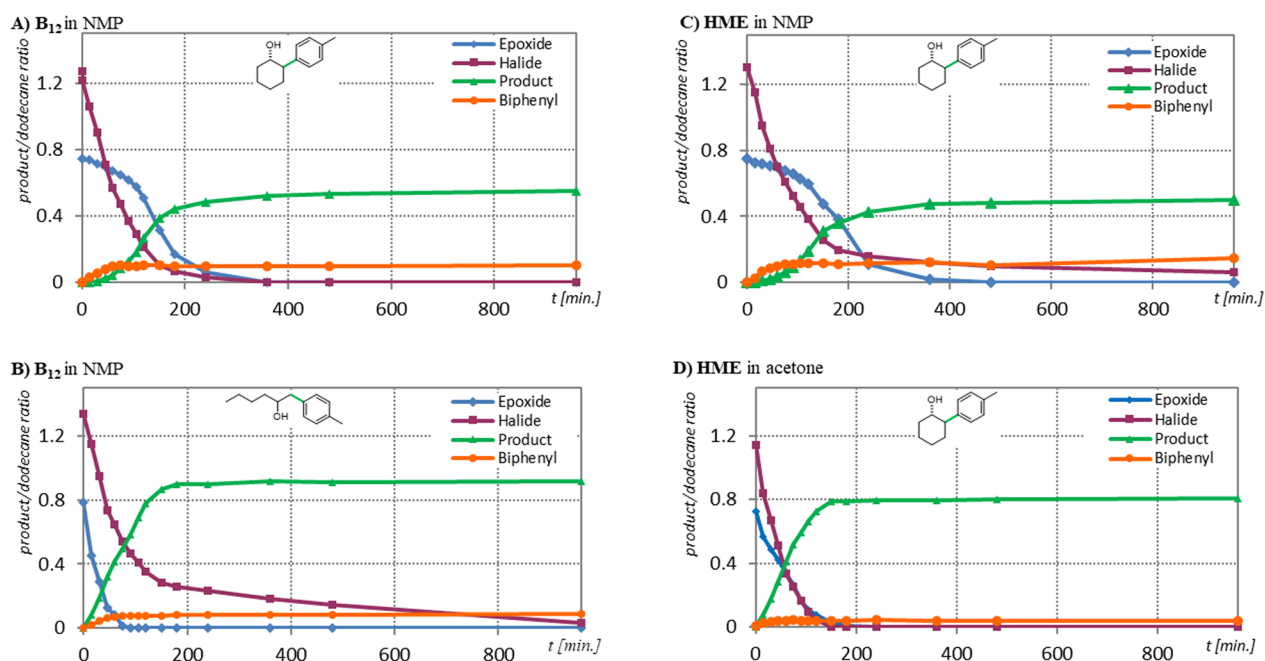 A) B12 in NMP
product/dodecane ratio
1.2
0.8
0.4
0
OH
Epoxide
Halide
Product
Biphenyl
0
200
400
600
800
t [min.]
C) HME in NMP
product/dodecane ratio
1.2
0.8
0.4
0
OH
Epoxide
Halide
Product
Biphenyl
0
200
400
600
800
t [min.]
B) B12 in NMP
product/dodecane ratio
1.2
0.8
0.4
0
OH
Epoxide
Halide
Product
Biphenyl
0
200
400
600
800
t [min.]
D) HME in acetone
product/dodecane ratio
1.2
0.8
0.4
0
OH
Epoxide
Halide
Product
Biphenyl
0
200
400
600
800
t [min.]